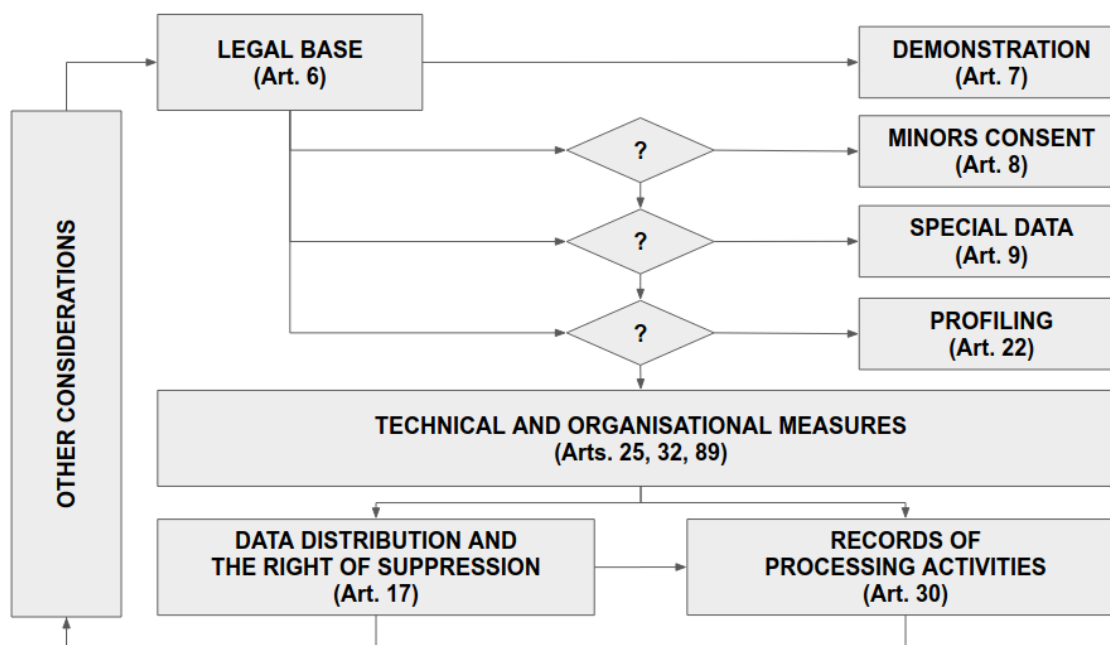 LEGAL BASE
(Art. 6)
DEMONSTRATION
(Art. 7)
?
MINORS CONSENT
(Art. 8)
?
SPECIAL DATA
(Art. 9)
?
PROFILING
(Art. 22)
OTHER CONSIDERATIONS
TECHNICAL AND ORGANISATIONAL MEASURES
(Arts. 25, 32, 89)
DATA DISTRIBUTION AND
THE RIGHT OF SUPPRESSION
(Art. 17)
RECORDS OF
PROCESSING ACTIVITIES
(Art. 30)